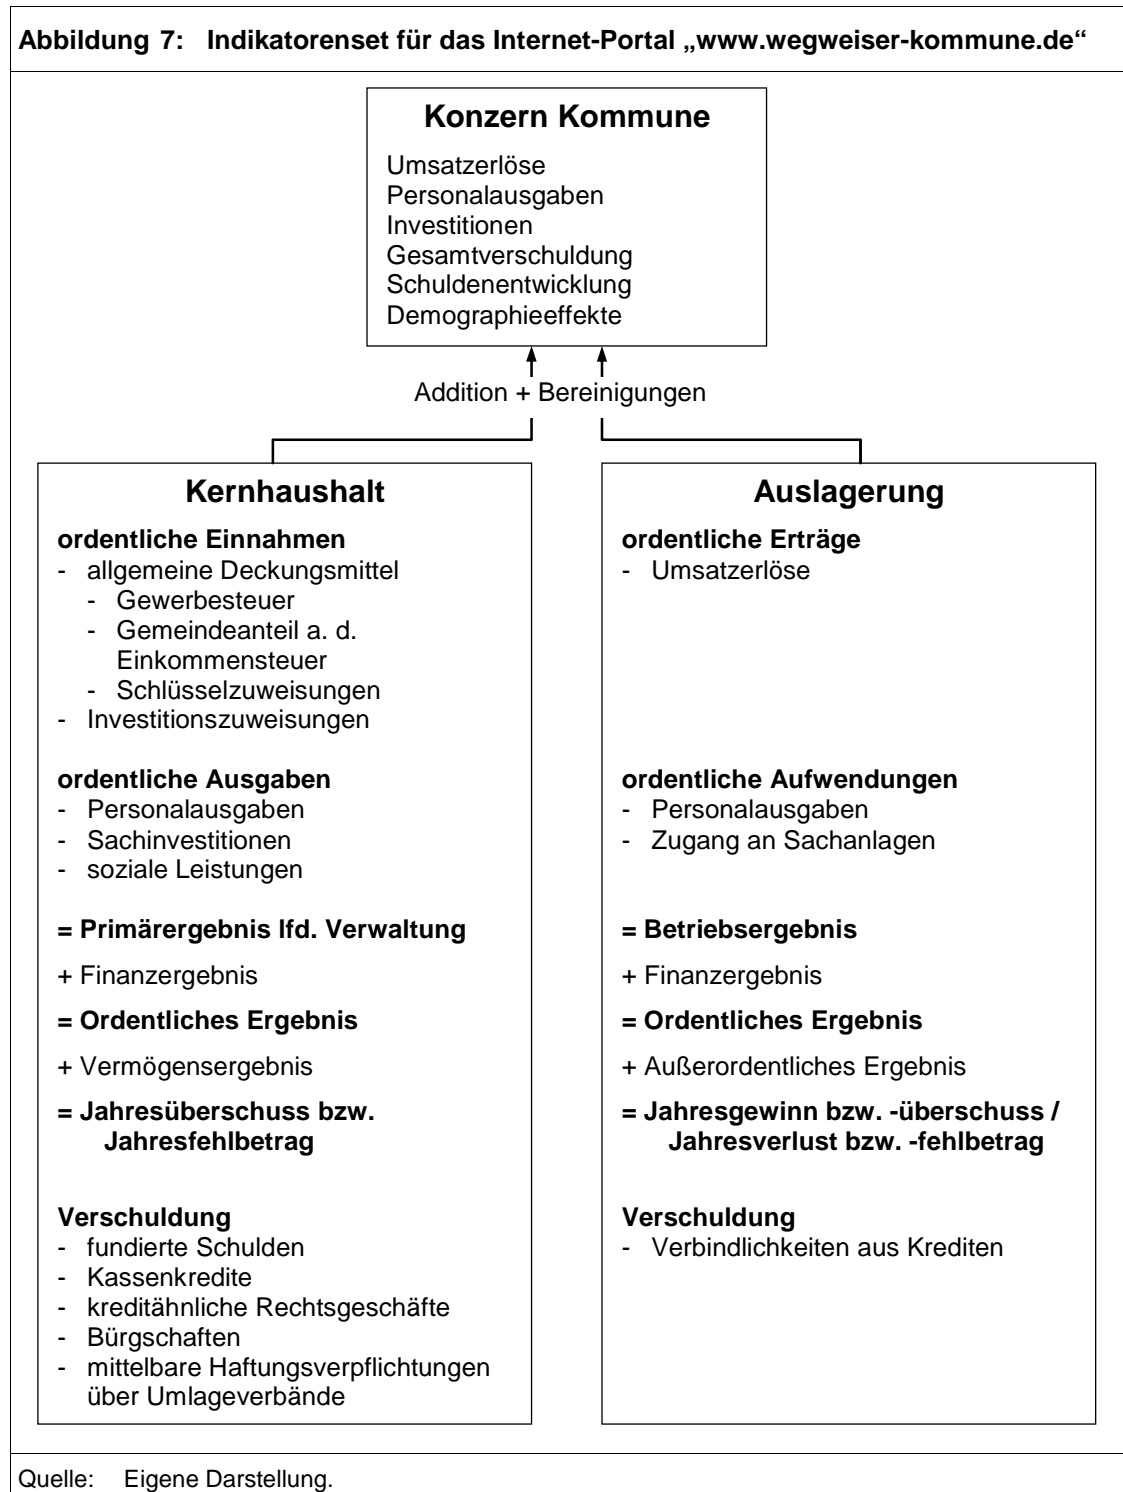 Abbildung 7: Indikatorenset für das Internet-Portal „www.wegweiser-kommune.de“
Konzern Kommune
Umsatzerlöse
Personalausgaben
Investitionen
Gesamtverschuldung
Schuldenentwicklung
Demographieeffekte
Addition + Bereinigungen
Kernhaushalt
ordentliche Einnahmen
- allgemeine Deckungsmittel
- Gewerbesteuer
- Gemeindeanteil a. d.
Einkommensteuer
- Schlüsselzuweisungen
- Investitionszuweisungen
ordentliche Ausgaben
- Personalausgaben
- Sachinvestitionen
- soziale Leistungen
= Primärergebnis lfd. Verwaltung
+ Finanzergebnis
= Ordentliches Ergebnis
+ Vermögensergebnis
= Jahresüberschuss bzw.
Jahresfehlbetrag
Verschuldung
- fundierte Schulden
- Kassenkredite
- kreditähnliche Rechtsgeschäfte
- Bürgschaften
- mittelbare Haftungsverpflichtungen
über Umlageverbände
Auslagerung
ordentliche Erträge
- Umsatzerlöse
ordentliche Aufwendungen
- Personalausgaben
- Zugang an Sachanlagen
= Betriebsergebnis
+ Finanzergebnis
= Ordentliches Ergebnis
+ Außerordentliches Ergebnis
= Jahresgewinn bzw. -überschuss /
Jahresverlust bzw. -fehlbetrag
Verschuldung
- Verbindlichkeiten aus Krediten
Quelle: Eigene Darstellung.